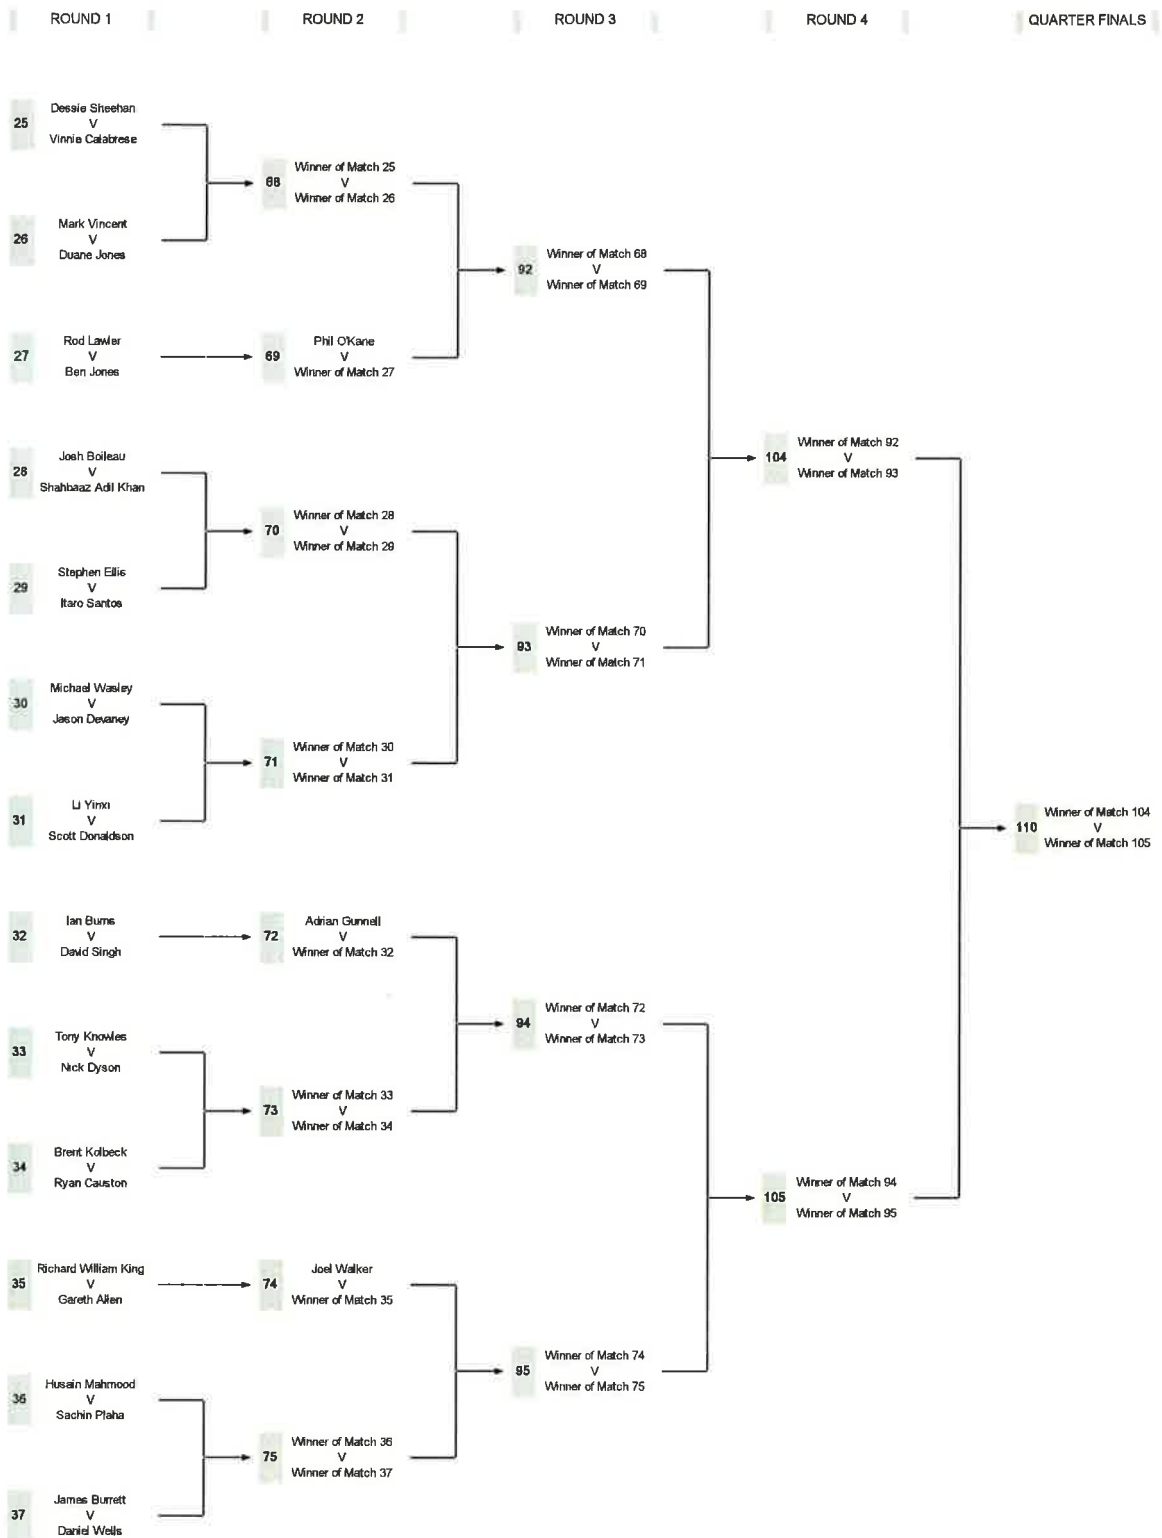 ROUND 1
ROUND 2
ROUND 3
ROUND 4
QUARTER FINALS
25
Dessie Sheehan
V
Vinnie Calabrese
26
Mark Vincent
V
Duane Jones
27
Rod Lawler
V
Ben Jones
28
Josh Boileau
V
Shahbaaz Adil Khan
29
Stephen Ellis
V
Itaro Santos
30
Michael Wasley
V
Jason Devaney
31
Li Yinxi
V
Scott Donaldson
32
Ian Burns
V
David Singh
33
Tony Knowles
V
Nick Dyson
34
Brent Kolbeck
V
Ryan Causton
35
Richard William King
V
Gareth Allen
36
Husain Mahmood
V
Sachin Plaha
37
James Burrett
V
Daniel Wells
68
Winner of Match 25
V
Winner of Match 26
69
Phil O'Kane
V
Winner of Match 27
70
Winner of Match 28
V
Winner of Match 29
71
Winner of Match 30
V
Winner of Match 31
72
Adrian Gunnell
V
Winner of Match 32
73
Winner of Match 33
V
Winner of Match 34
74
Joel Walker
V
Winner of Match 35
75
Winner of Match 36
V
Winner of Match 37
92
Winner of Match 68
V
Winner of Match 69
93
Winner of Match 70
V
Winner of Match 71
94
Winner of Match 72
V
Winner of Match 73
95
Winner of Match 74
V
Winner of Match 75
104
Winner of Match 92
V
Winner of Match 93
105
Winner of Match 94
V
Winner of Match 95
110
Winner of Match 104
V
Winner of Match 105